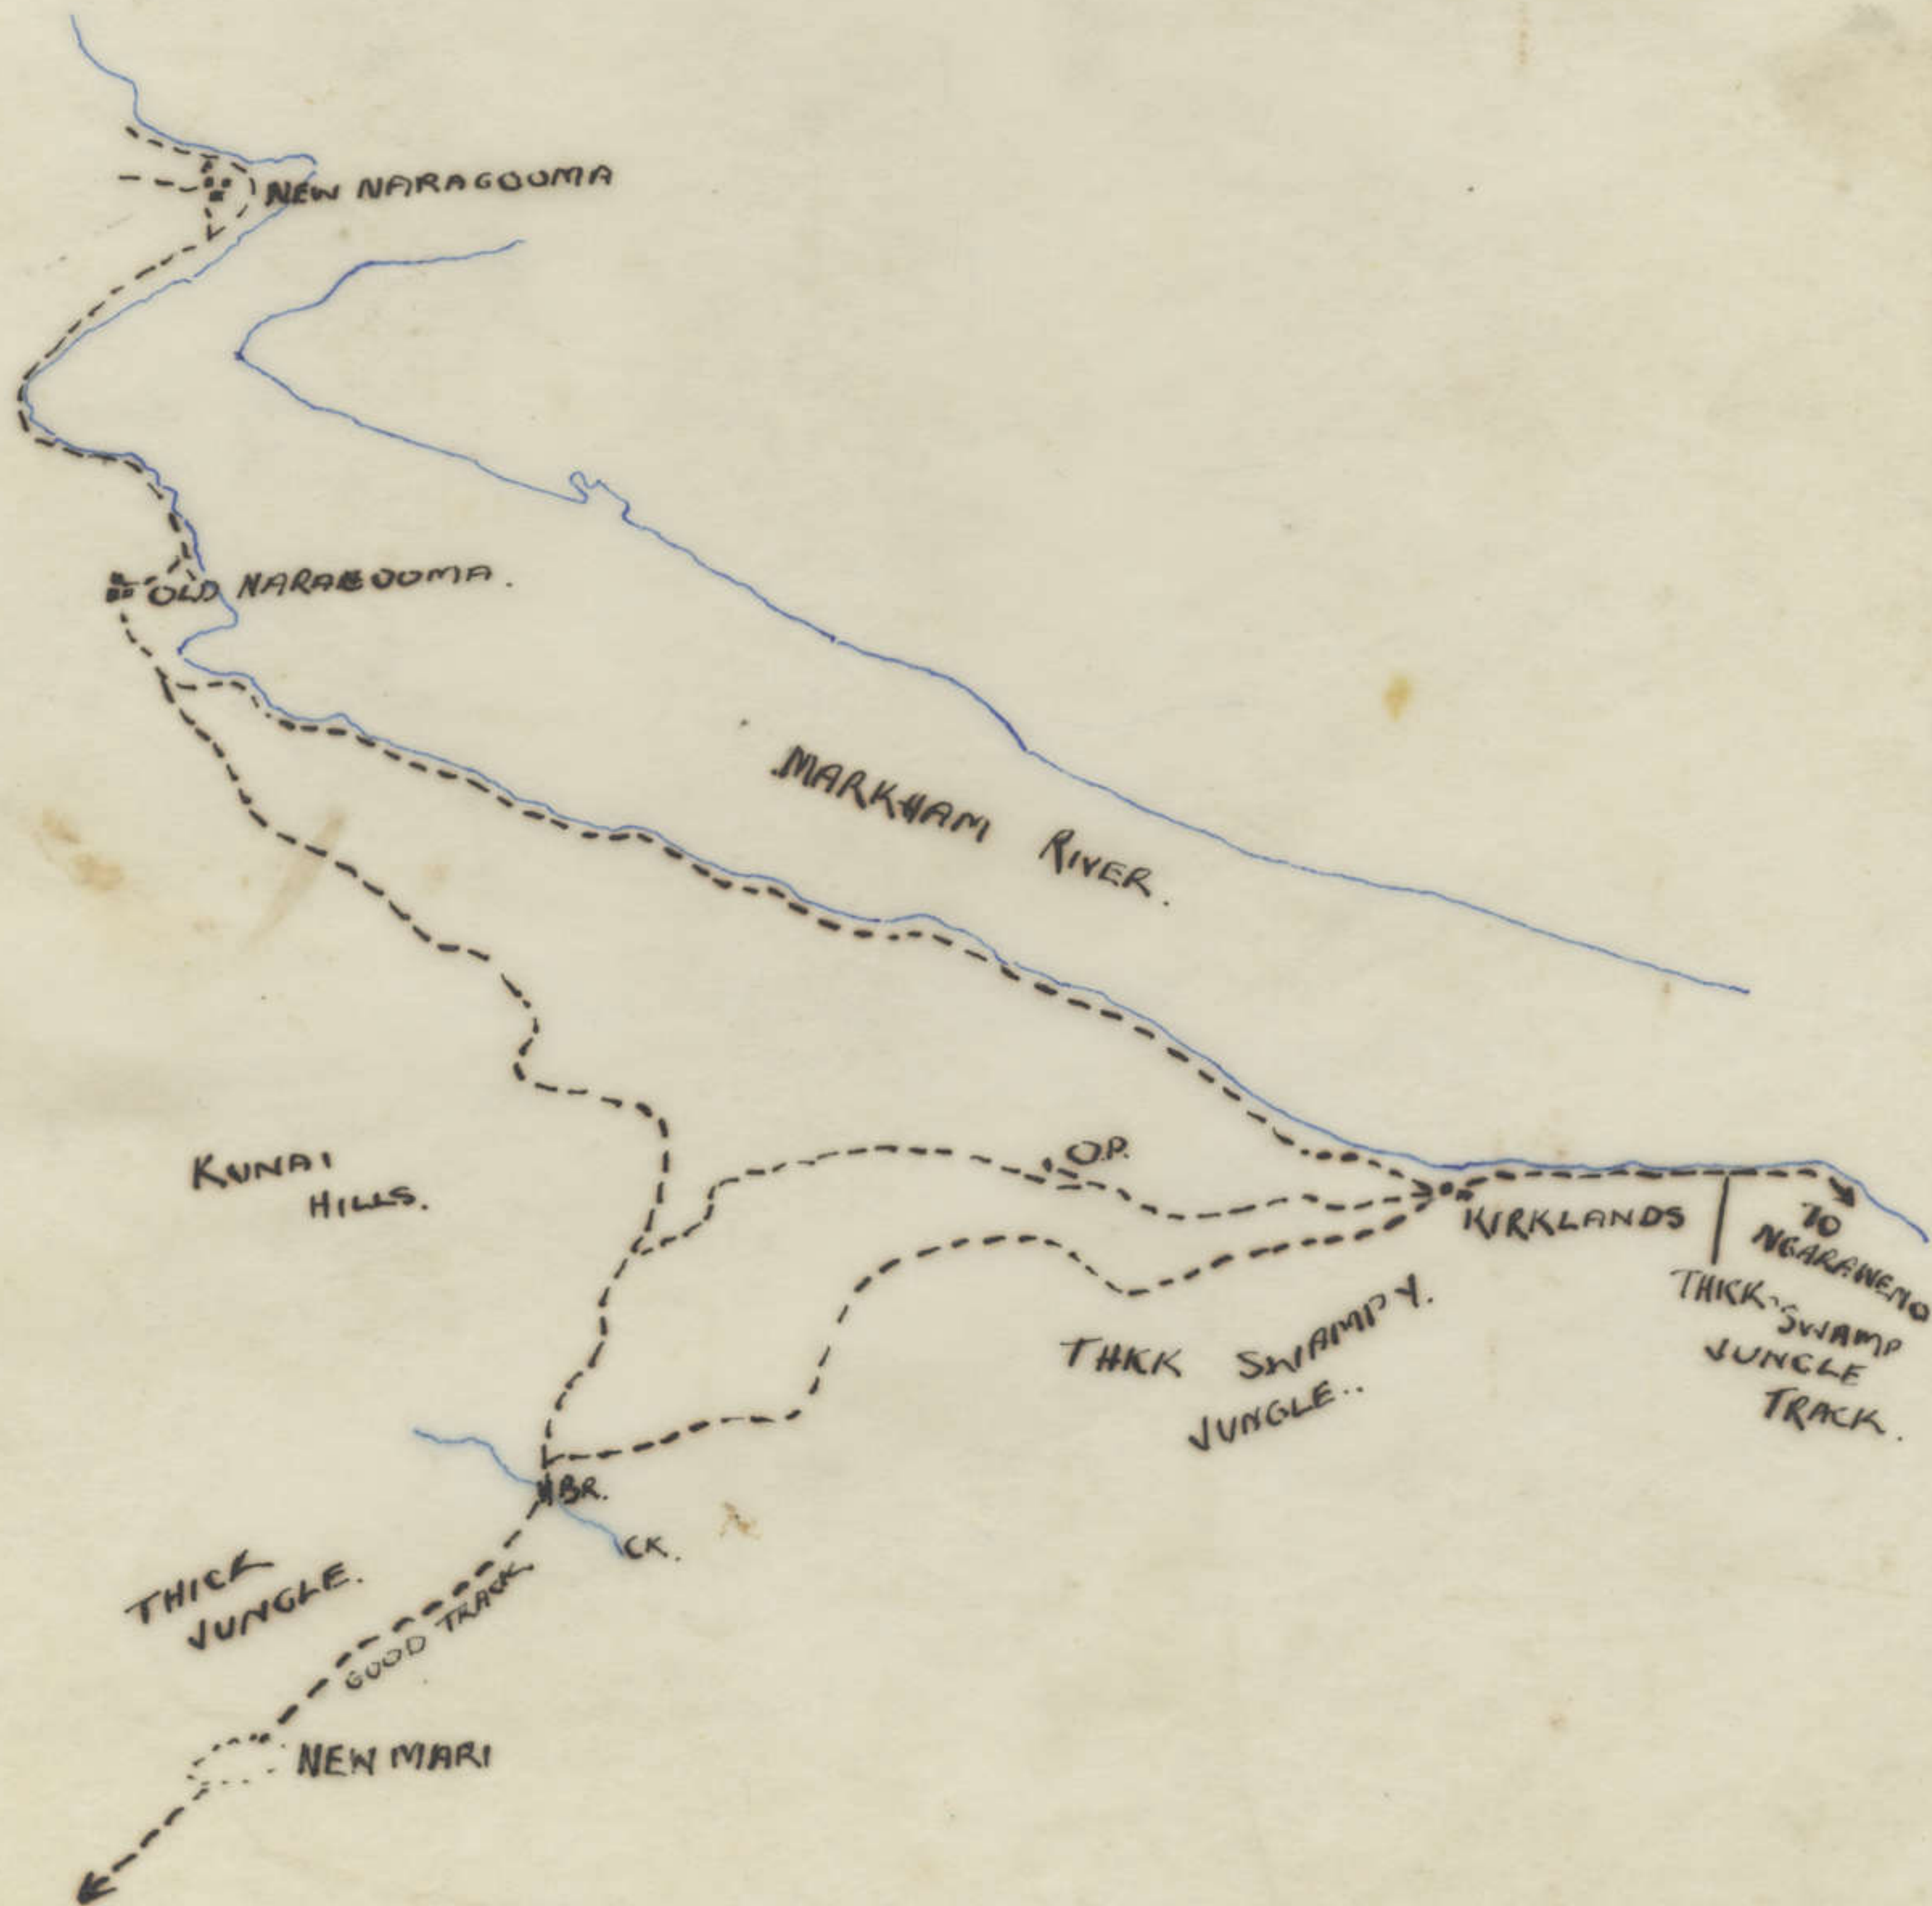 NEW NARAGOOMA
OLD NARAGOOMA.
MARKHAM RIVER.
KUNAI
HILLS.
O.P.
KIRKLANDS
TO
NGARAWENO
THICK SWAMP
JUNGLE
TRACK.
THICK SWAMPY.
JUNGLE..
BR.
CK.
THICK
JUNGLE.
GOOD TRACK
NEW MARI